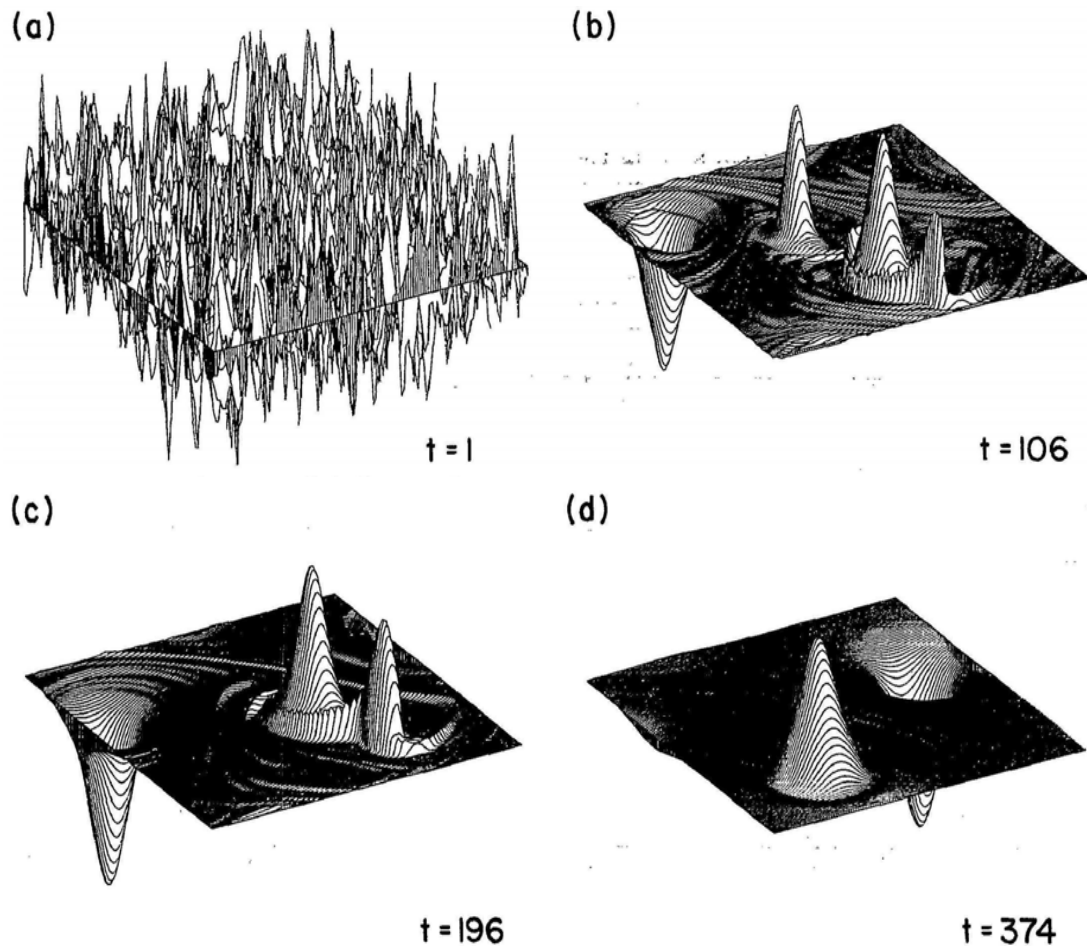 (a)
(b)
t = 1
t = 106
(c)
(d)
t = 196
t = 374